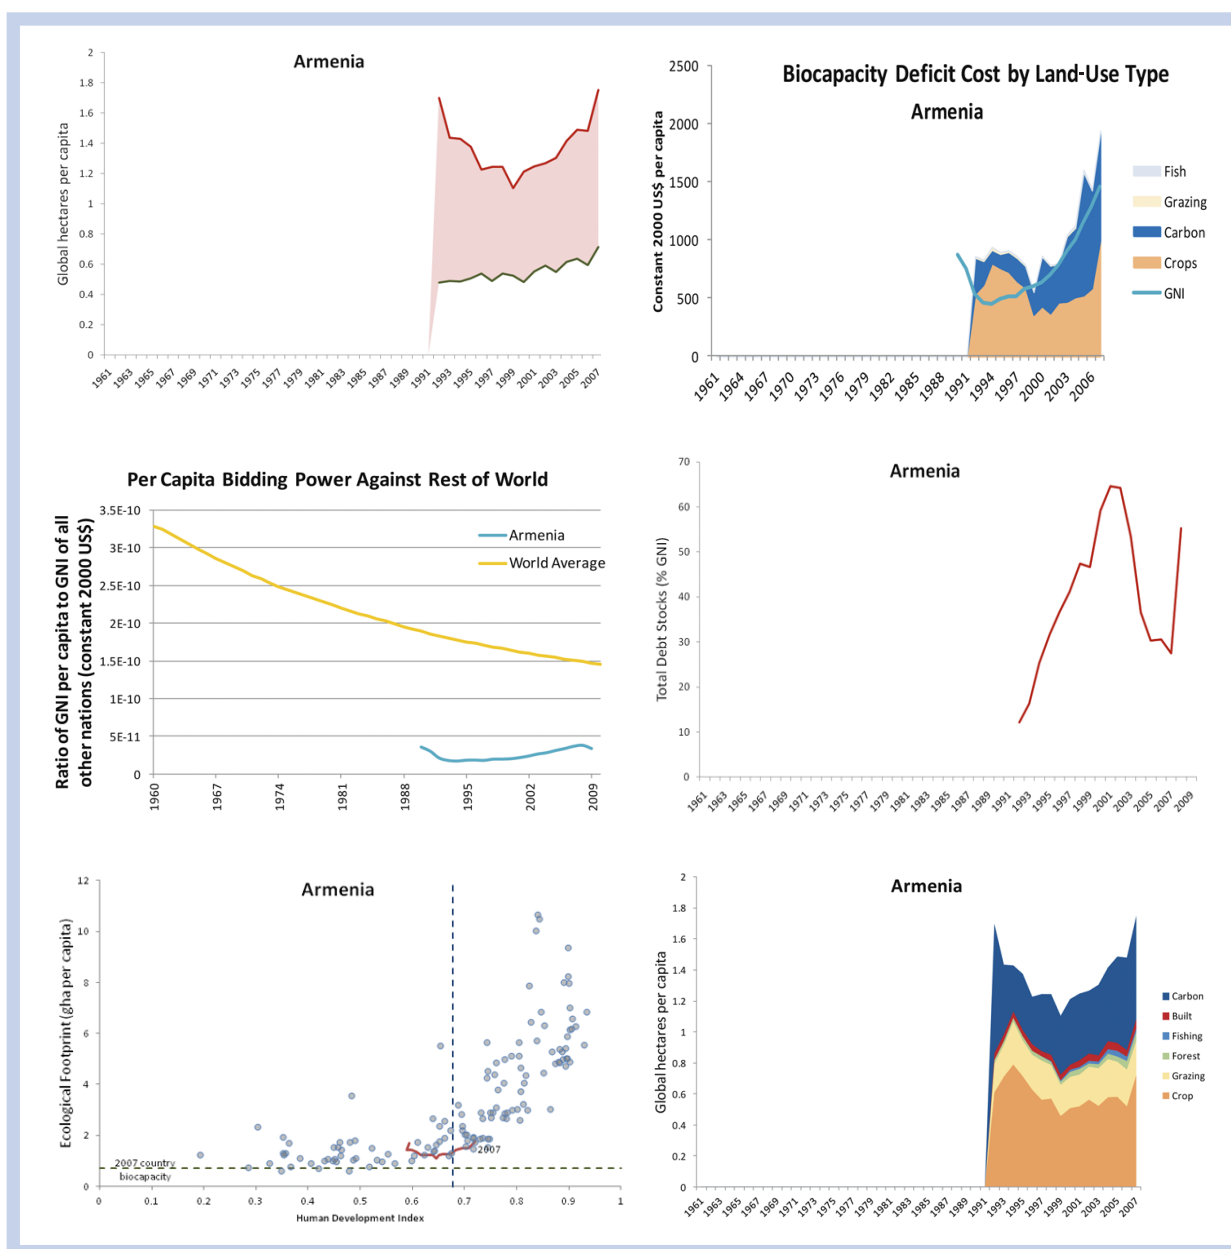 Armenia
Global hectares per capita
2
1.8
1.6
1.4
1.2
1
0.8
0.6
0.4
0.2
0
1961 1963 1965 1967 1969 1971 1973 1975 1977 1979 1981 1983 1985 1987 1989 1991 1993 1995 1997 1999 2001 2003 2005 2007
Biocapacity Deficit Cost by Land-Use Type
Armenia
Constant 2000 US$ per capita
2500
2000
1500
1000
500
0
1961 1964 1967 1970 1973 1976 1979 1982 1985 1988 1991 1994 1997 2000 2003 2006
Fish
Grazing
Carbon
Crops
GNI
Per Capita Bidding Power Against Rest of World
Ratio of GNI per capita to GNI of all
other nations (constant 2000 US$)
3.5E-10
3E-10
2.5E-10
2E-10
1.5E-10
1E-10
5E-11
0
1960 1967 1974 1981 1988 1995 2002 2009
Armenia
World Average
Armenia
Total Debt Stocks (% GNI)
70
60
50
40
30
20
10
0
1961 1963 1965 1967 1969 1971 1973 1975 1977 1979 1981 1983 1985 1987 1989 1991 1993 1995 1997 1999 2001 2003 2005 2007 2009
Armenia
Ecological Footprint (gha per capita)
12
10
8
6
4
2
0
2007 country
biocapacity
2007
0 0.1 0.2 0.3 0.4 0.5 0.6 0.7 0.8 0.9 1
Human Development Index
Armenia
Global hectares per capita
2
1.8
1.6
1.4
1.2
1
0.8
0.6
0.4
0.2
0
1961 1963 1965 1967 1969 1971 1973 1975 1977 1979 1981 1983 1985 1987 1989 1991 1993 1995 1997 1999 2001 2003 2005 2007
Carbon
Built
Fishing
Forest
Grazing
Crop